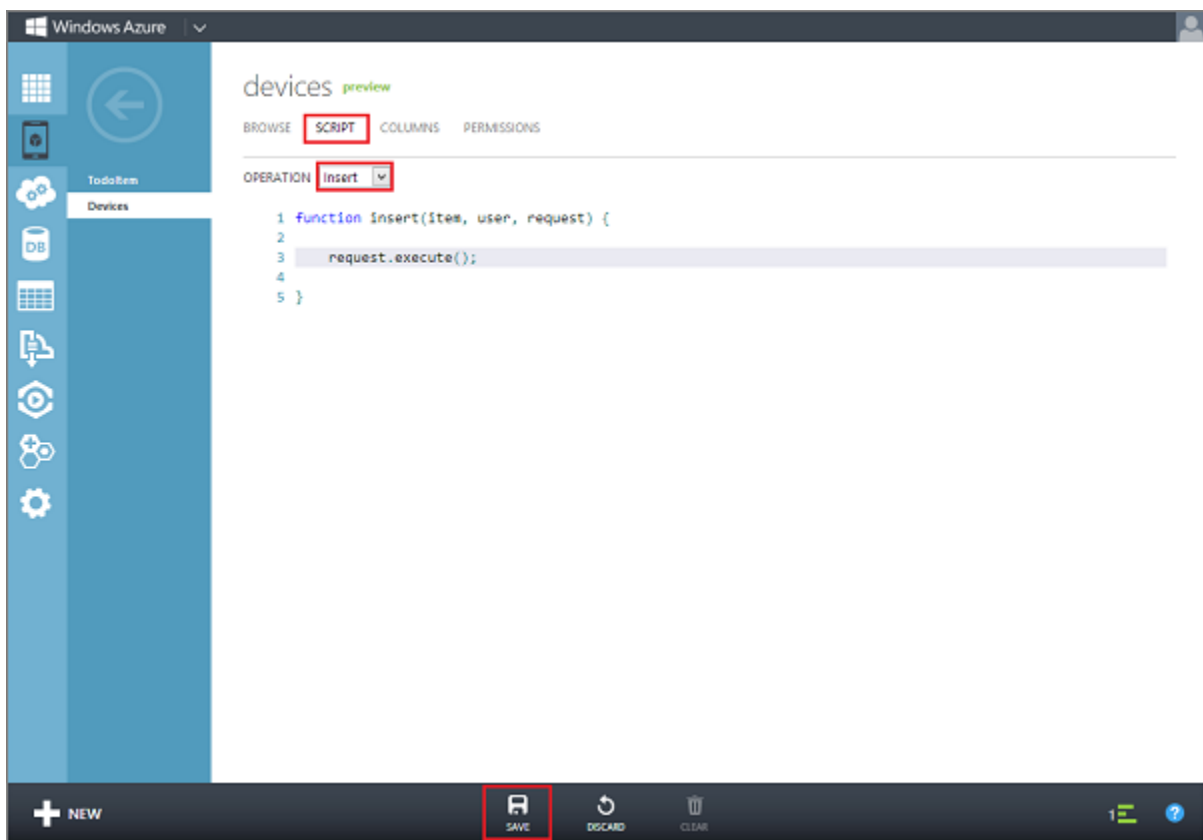 Windows Azure
devices preview
BROWSE SCRIPT COLUMNS PERMISSIONS
TodoItem
Devices
OPERATION Insert
1 function insert(item, user, request) {
2
3 request.execute();
4
5 }
DB
NEW
SAVE
DISCARD
CLEAR
1
?